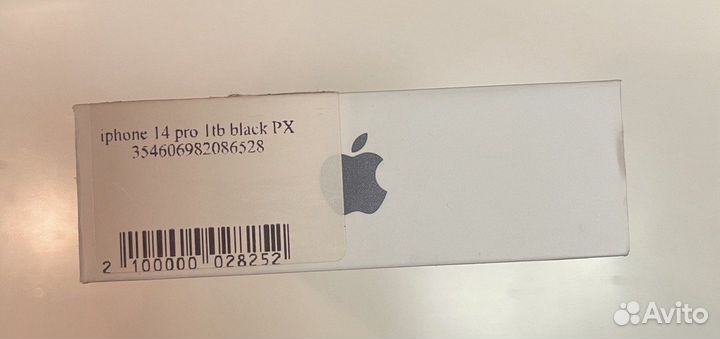 iphone 14 pro 1tb black PX
354606982086528
2 100000 028252
Avito